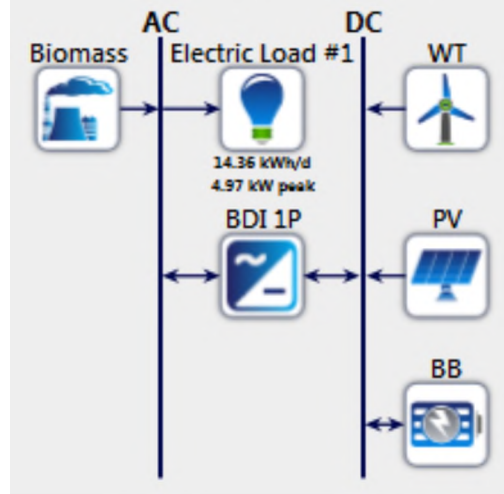 AC
DC
Biomass
Electric Load #1
WT
14.36 kWh/d
4.97 kW peak
BDI 1P
PV
BB